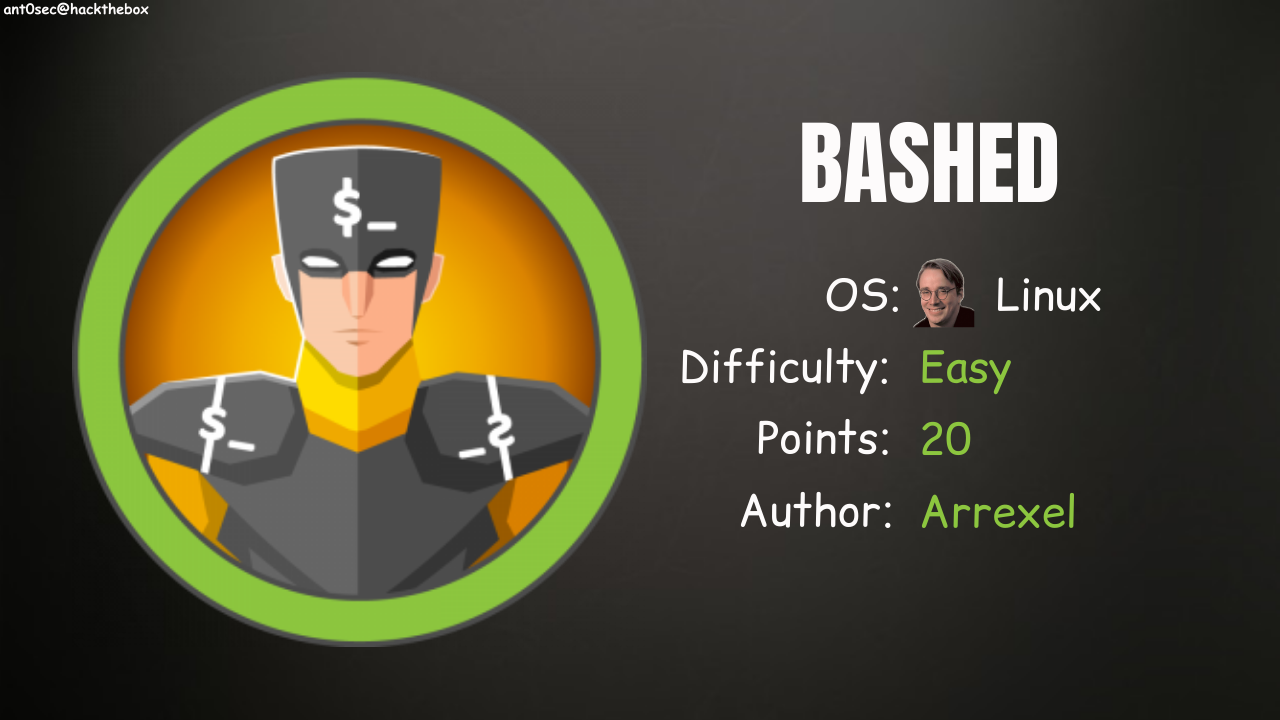 ant0sec@hackthebox
$_
$_
_$
BASHED
OS: Linux
Difficulty: Easy
Points: 20
Author: Arrexel